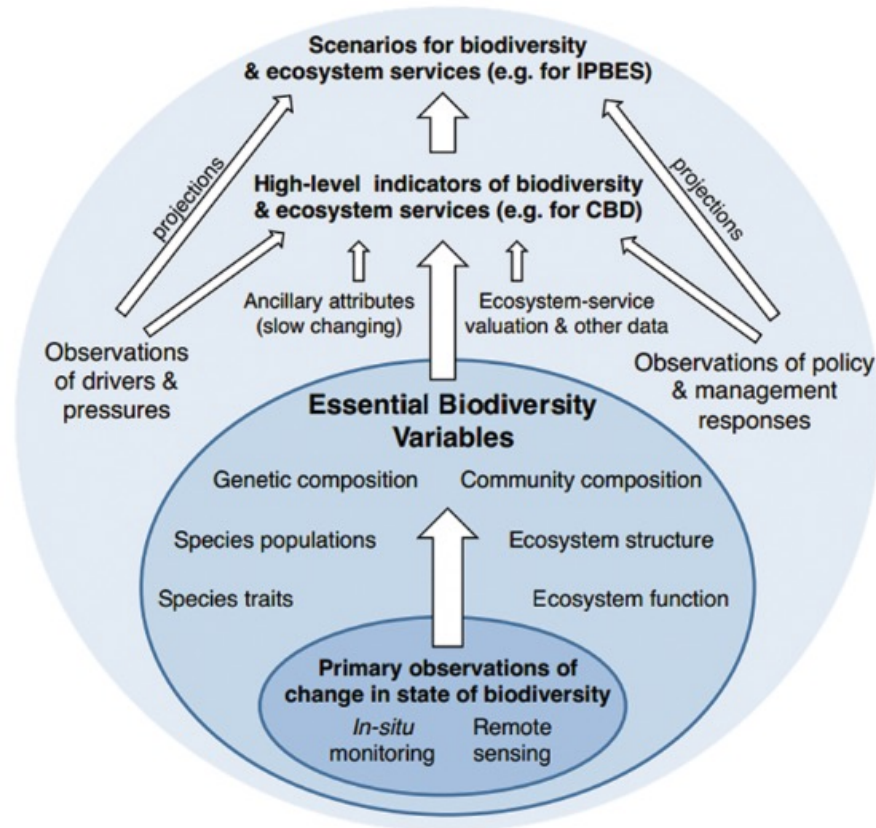 Scenarios for biodiversity
& ecosystem services (e.g. for IPBES)
projections
projections
High-level indicators of biodiversity
& ecosystem services (e.g. for CBD)
Ancillary attributes
(slow changing)
Ecosystem-service
valuation & other data
Observations
of drivers &
pressures
Observations of policy
& management
responses
Essential Biodiversity
Variables
Genetic composition
Community composition
Species populations
Ecosystem structure
Species traits
Ecosystem function
Primary observations of
change in state of biodiversity
In-situ
monitoring
Remote
sensing